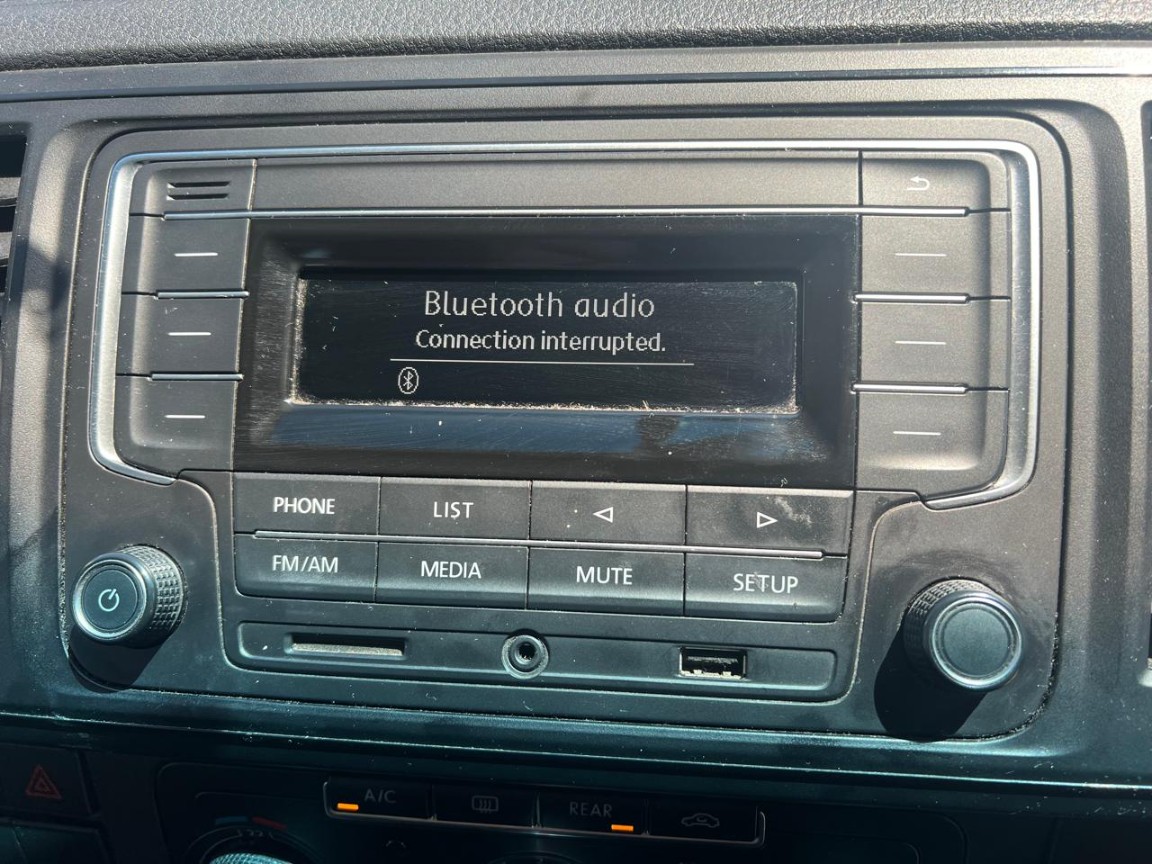 Bluetooth audio
Connection interrupted.
PHONE
LIST
FM/AM
MEDIA
MUTE
SETUP
A/C
REAR